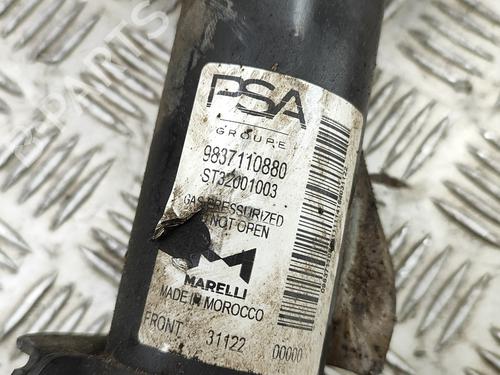 PSA
GROUPE
9837110880
ST32001003
GAS PRESSURIZED
NOT OPEN
MARELLI
MADE IN MOROCCO
FRONT 31122 00000